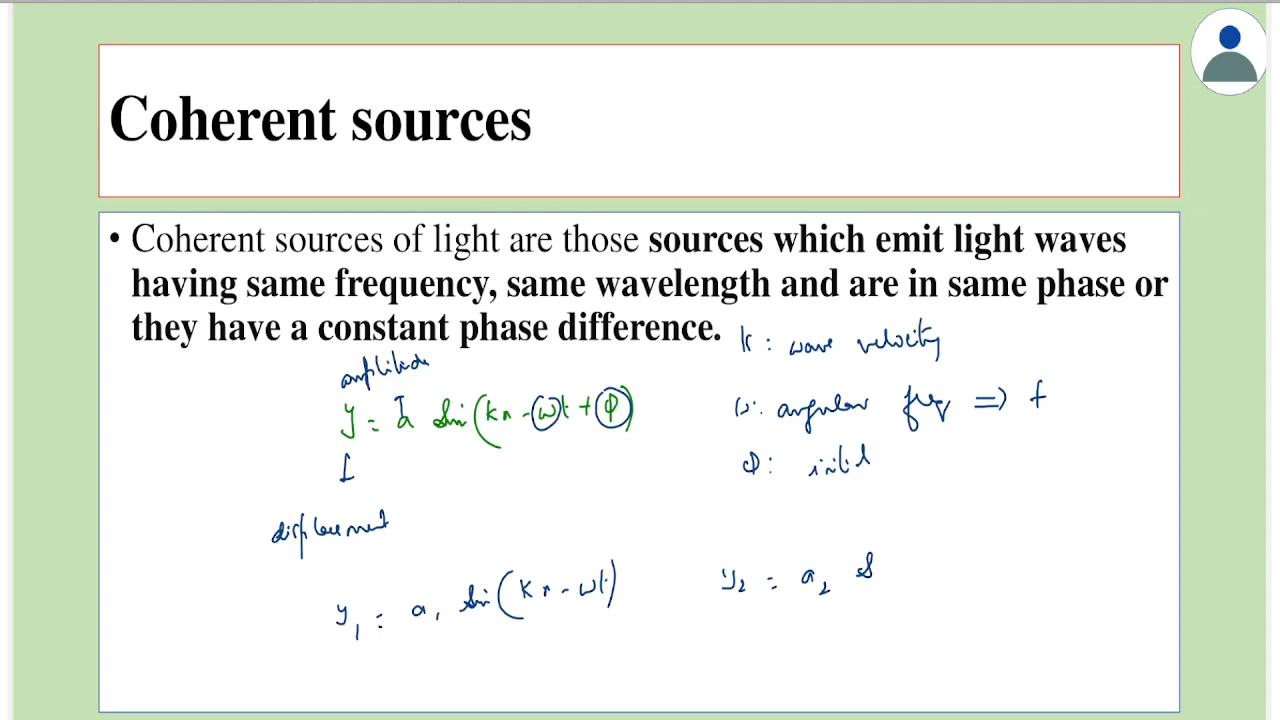 Coherent sources
• Coherent sources of light are those sources which emit light waves
having same frequency, same wavelength and are in same phase or
they have a constant phase difference.
k : wave velocity
amplitude
y = a sin(kx - ωt + Φ)
ω: angular freq => f
Φ: initial
displacement
y₁ = a₁ sin(kx - ωt)
y₂ = a₂ s